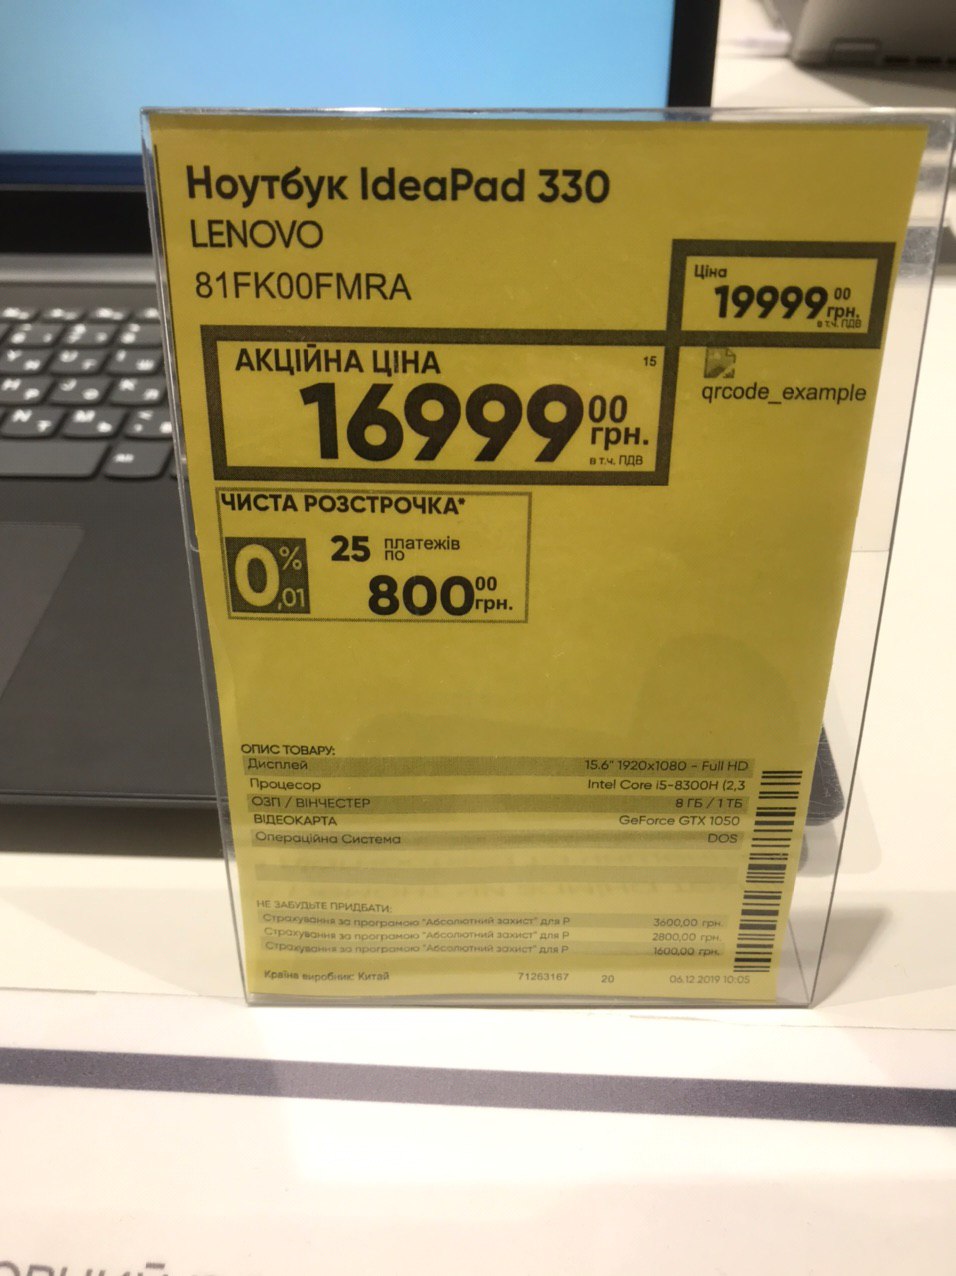 Ноутбук IdeaPad 330
LENOVO
81FK00FMRA
Ціна
19999 00 грн.
в т.ч. ПДВ
qrcode_example
АКЦІЙНА ЦІНА 15
16999 00 грн.
в т.ч. ПДВ
ЧИСТА РОЗСТРОЧКА*
0,01 % 25 платежів по
800 00 грн.
ОПИС ТОВАРУ:
Дисплей 15.6" 1920x1080 - Full HD
Процесор Intel Core i5-8300H (2,3
ОЗП / ВІНЧЕСТЕР 8 ГБ / 1 ТБ
ВІДЕОКАРТА GeForce GTX 1050
Операційна Система DOS
НЕ ЗАБУДЬТЕ ПРИДБАТИ:
Страхування за програмою "Абсолютний захист" для Р 3600,00 грн.
Страхування за програмою "Абсолютний захист" для Р 2800,00 грн.
Страхування за програмою "Абсолютний захист" для Р 1600,00 грн.
Країна виробник: Китай 71263167 20 06.12.2019 10:05